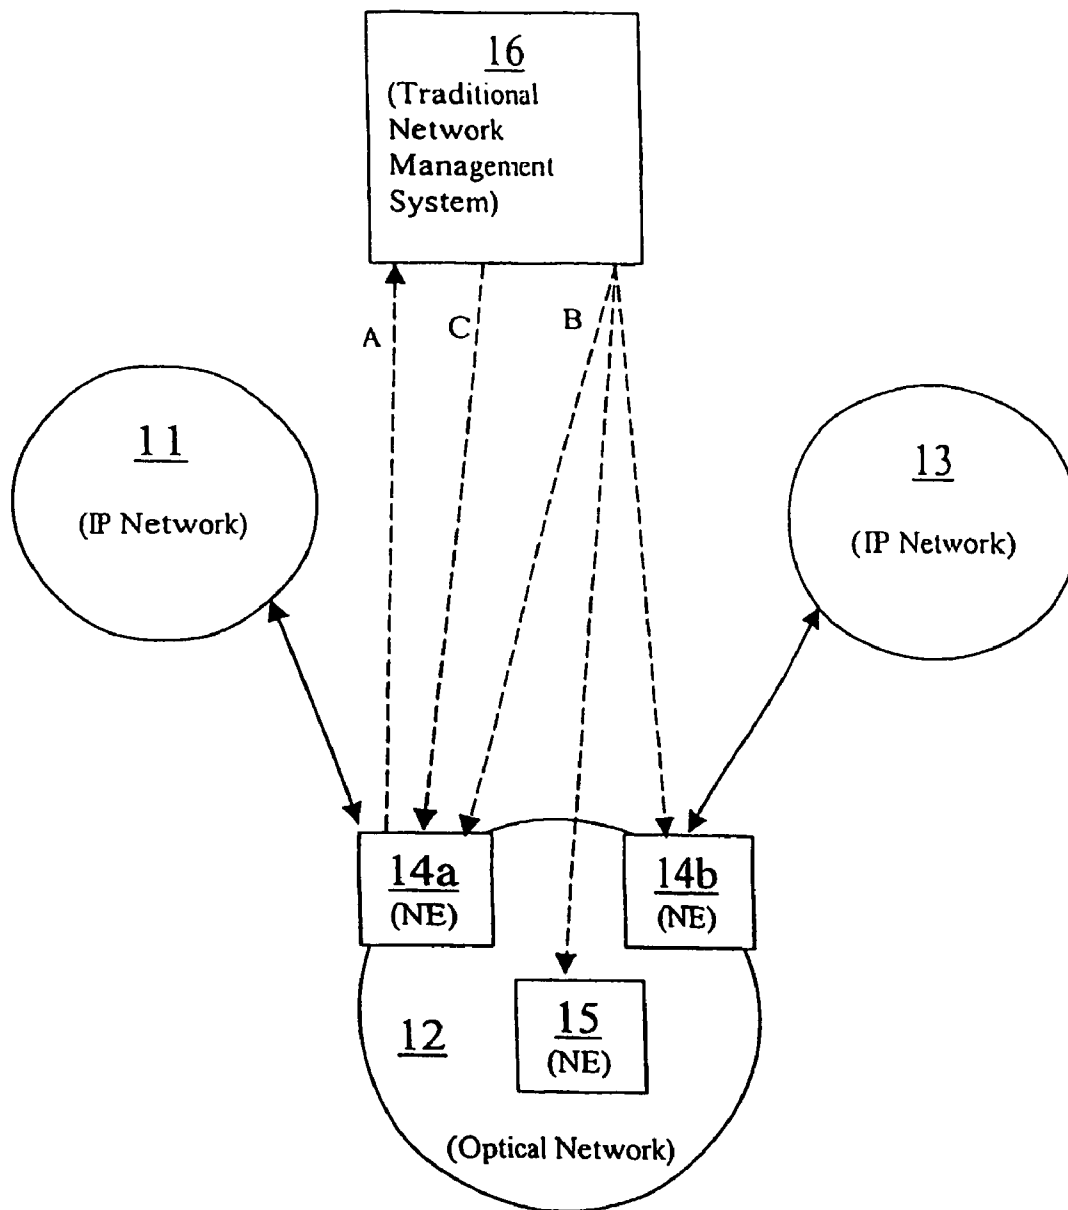 16
(Traditional
Network
Management
System)
A
C
B
11
(IP Network)
13
(IP Network)
14a
(NE)
14b
(NE)
15
(NE)
12
(Optical Network)